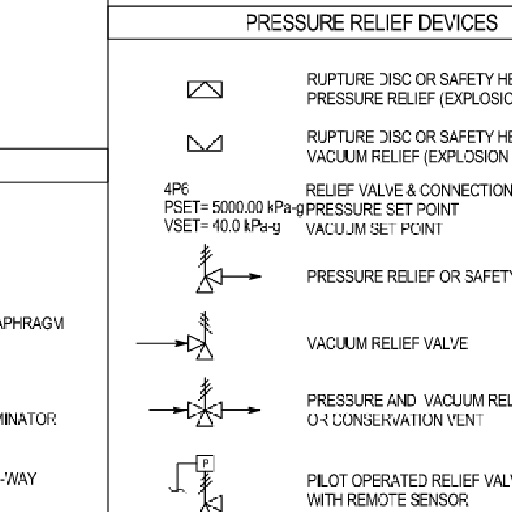 PRESSURE RELIEF DEVICES
RUPTURE DISC OR SAFETY HE
PRESSURE RELIEF (EXPLOSIO
RUPTURE DISC OR SAFETY HE
VACUUM RELIEF (EXPLOSION
4P6
RELIEF VALVE & CONNECTION
PSET= 5000.00 kPa-g
PRESSURE SET POINT
VSET= 40.0 kPa-g
VACUUM SET POINT
PRESSURE RELIEF OR SAFETY
APHRAGM
VACUUM RELIEF VALVE
PRESSURE AND VACUUM REL
MINATOR
OR CONSERVATION VENT
P
-WAY
PILOT OPERATED RELIEF VAL
WITH REMOTE SENSOR